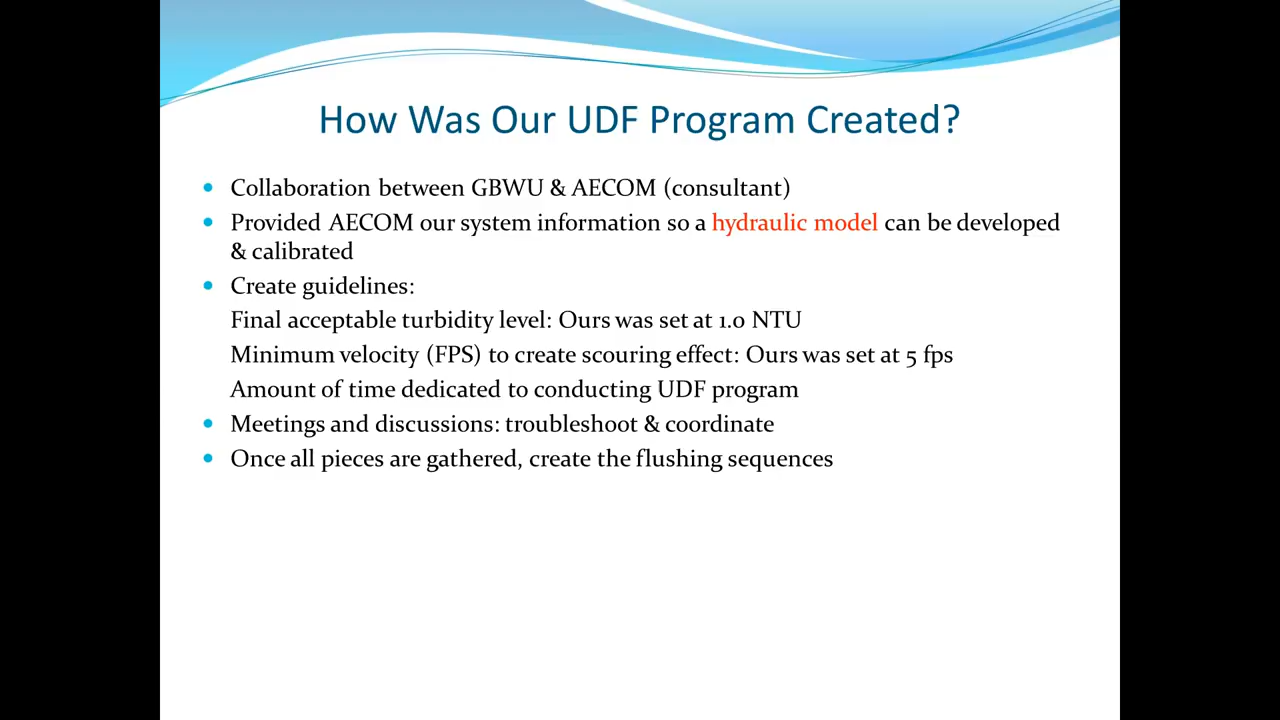 How Was Our UDF Program Created?
Collaboration between GBWU & AECOM (consultant)
Provided AECOM our system information so a hydraulic model can be developed
& calibrated
Create guidelines:
Final acceptable turbidity level: Ours was set at 1.0 NTU
Minimum velocity (FPS) to create scouring effect: Ours was set at 5 fps
Amount of time dedicated to conducting UDF program
Meetings and discussions: troubleshoot & coordinate
Once all pieces are gathered, create the flushing sequences